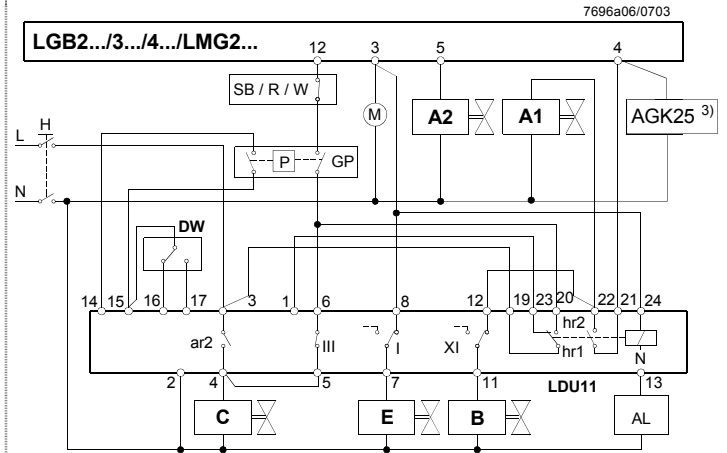 7696a06/0703
LGB2.../3.../4.../LMG2...
12 3 5 4
SB / R / W
M
A2 A1 AGK25 3)
L H
P GP
N
DW
14 15 16 17 3 1 6 8 12 19 23 20 22 21 24
hr2
ar2 III I XI hr1
N
2 4 5 7 11 LDU11 13
C E B AL